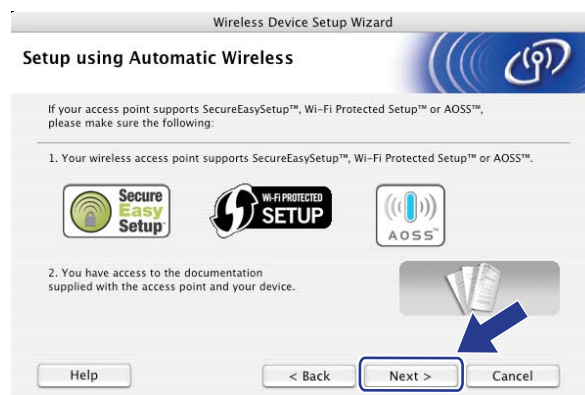 Wireless Device Setup Wizard
Setup using Automatic Wireless
If your access point supports SecureEasySetup™, Wi-Fi Protected Setup™ or AOSS™,
please make sure the following:
1. Your wireless access point supports SecureEasySetup™, Wi-Fi Protected Setup™ or AOSS™.
Secure
Easy
Setup™
Wi-Fi PROTECTED
SETUP
AOSS™
2. You have access to the documentation
supplied with the access point and your device.
Help
< Back
Next >
Cancel